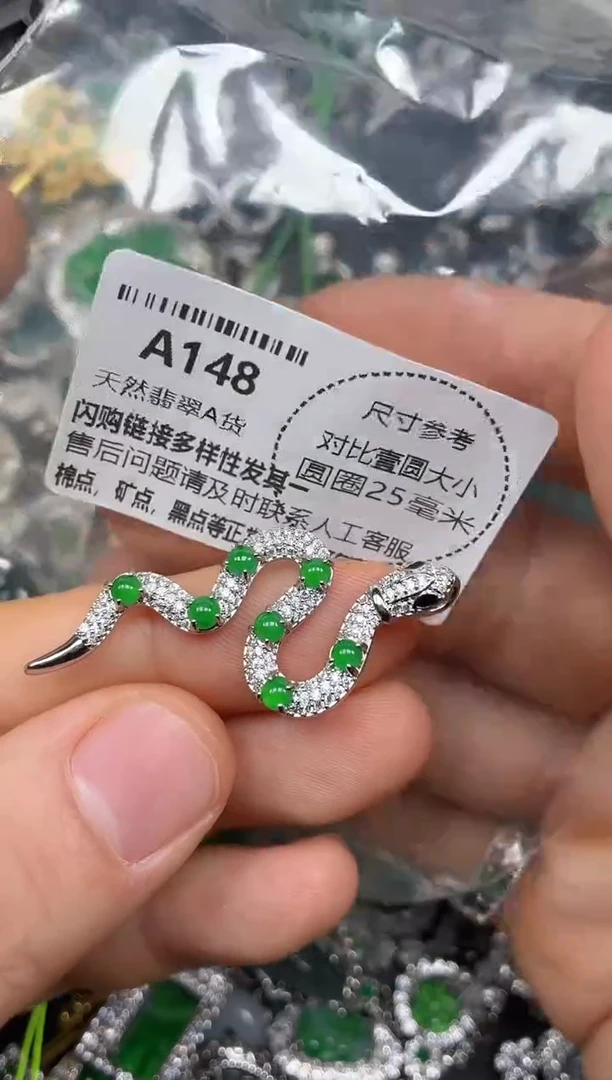 A148
天然翡翠A货
闪购链接多样性发其一
售后问题请及时联系人工客服
棉点，矿点，黑点等正
尺寸参考
对比壹圆大小
圆圈25毫米